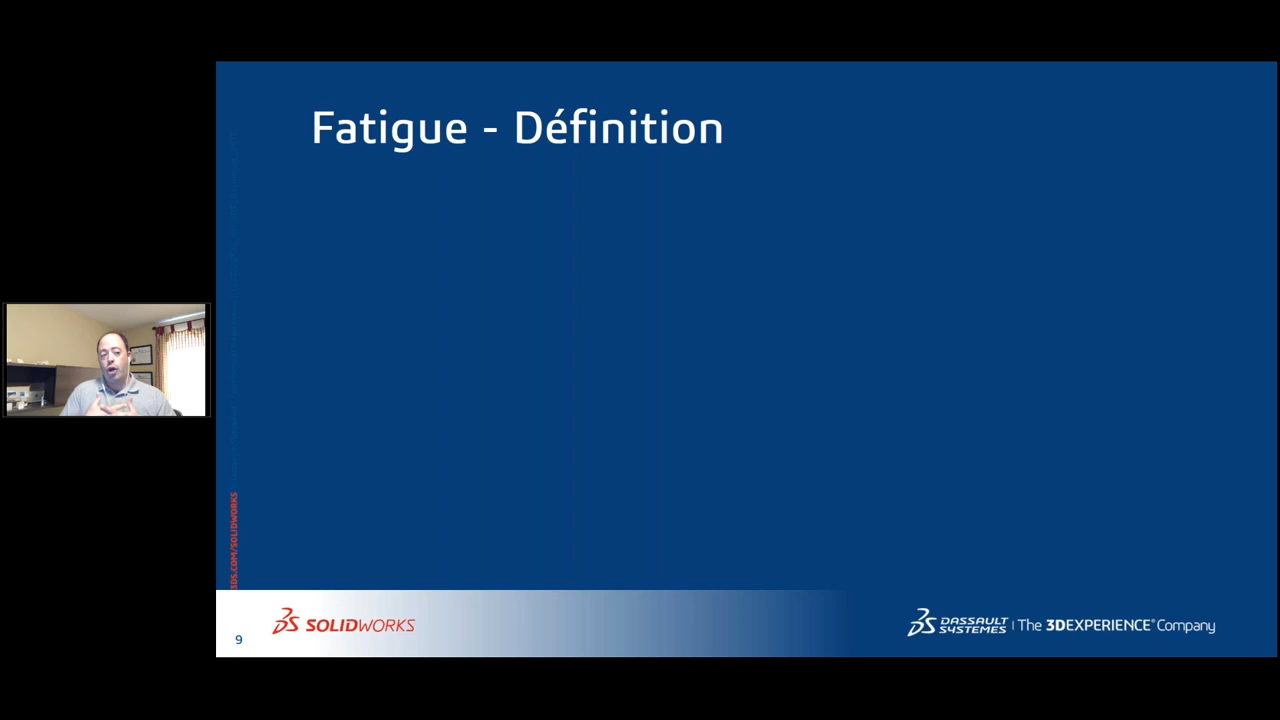 Fatigue - Définition
3DS.COM/SOLIDWORKS
9
SOLIDWORKS
DASSAULT SYSTEMES | The 3DEXPERIENCE® Company